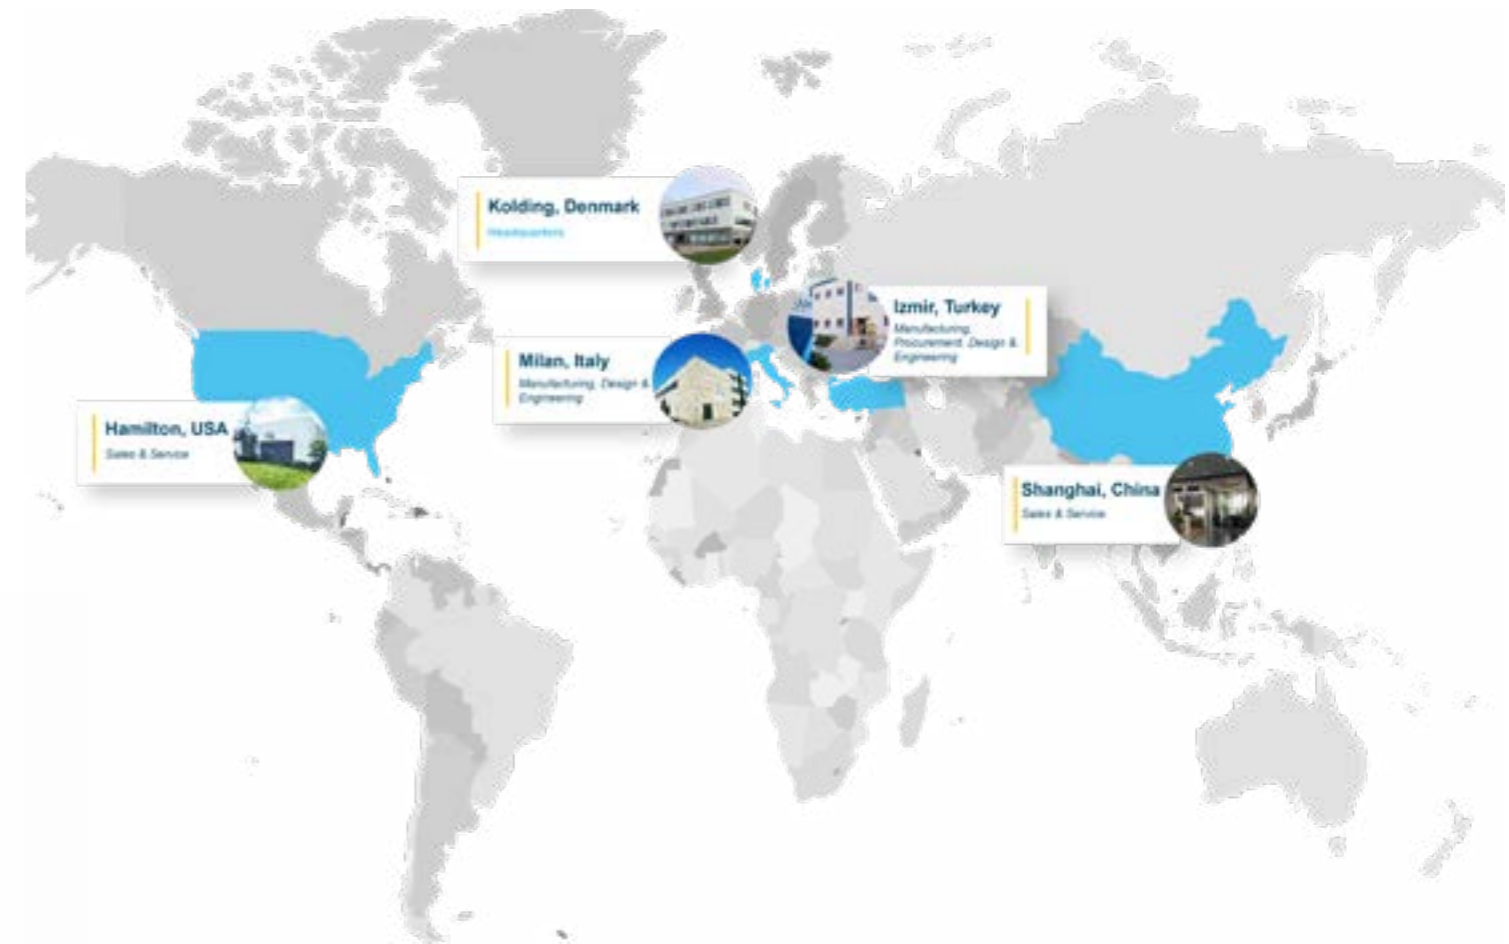 Kolding, Denmark
Headquarters
Izmir, Turkey
Manufacturing,
Procurement, Design &
Engineering
Milan, Italy
Manufacturing, Design &
Engineering
Hamilton, USA
Sales & Service
Shanghai, China
Sales & Service